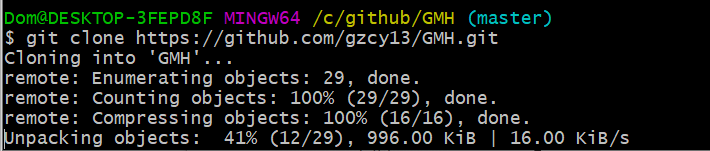 Dom@DESKTOP-3FEPD8F MINGW64 /c/github/GMH (master)
$ git clone https://github.com/gzcy13/GMH.git
Cloning into 'GMH'...
remote: Enumerating objects: 29, done.
remote: Counting objects: 100% (29/29), done.
remote: Compressing objects: 100% (16/16), done.
Unpacking objects:  41% (12/29), 996.00 KiB | 16.00 KiB/s